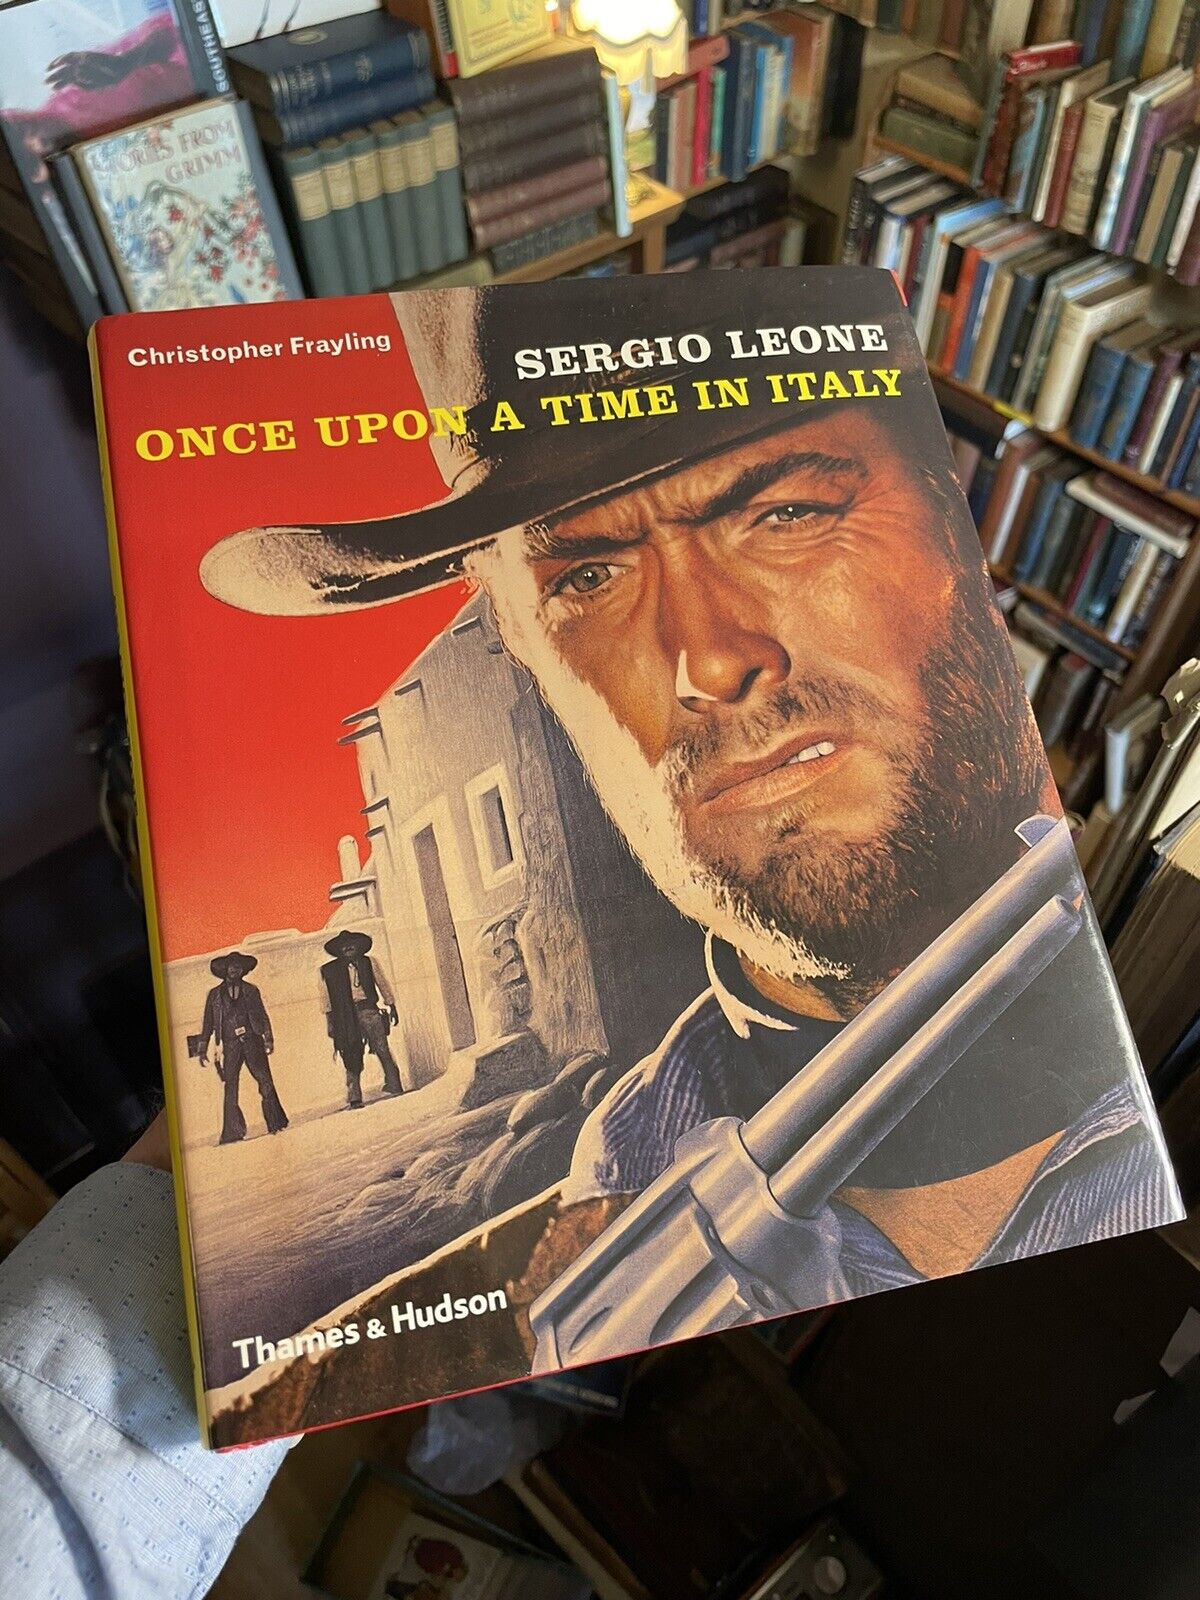 STORIES FROM
GRIMM
Christopher Frayling
SERGIO LEONE
ONCE UPON A TIME IN ITALY
Thames & Hudson